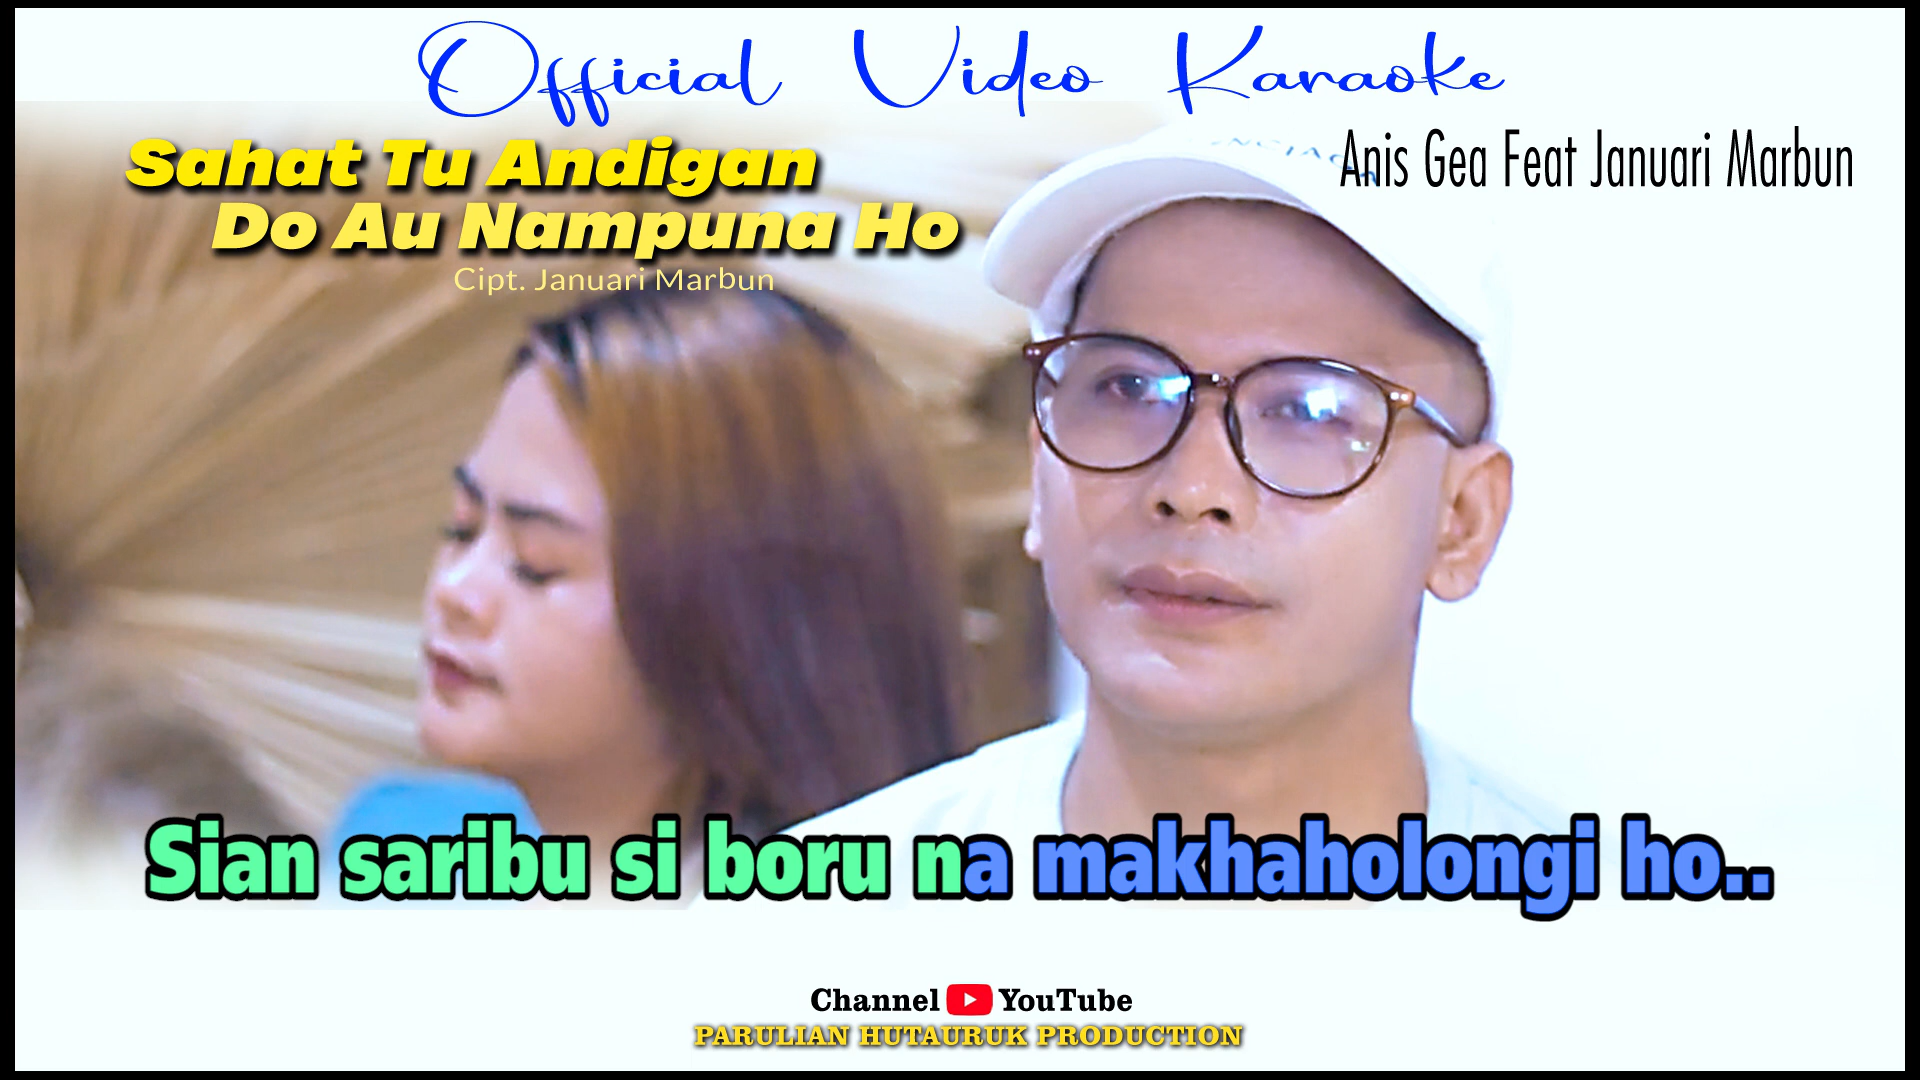 Official Video Karaoke
Anis Gea Feat Januari Marbun
Sahat Tu Andigan
Do Au Nampuna Ho
Cipt. Januari Marbun
Sian saribu si boru na makhaholongi ho..
Channel YouTube
PARULIAN HUTAURUK PRODUCTION